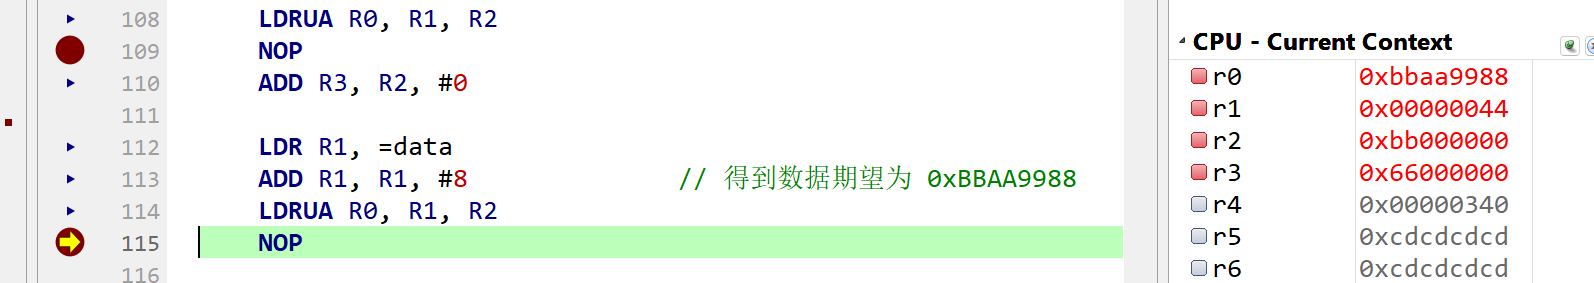 108 LDRUA R0, R1, R2
109 NOP
110 ADD R3, R2, #0
111
112 LDR R1, =data
113 ADD R1, R1, #8 // 得到数据期望为 0xBBAA9988
114 LDRUA R0, R1, R2
115 NOP
116
CPU - Current Context
r0 0xbbaa9988
r1 0x00000044
r2 0xbb000000
r3 0x66000000
r4 0x00000340
r5 0xcdcdcdcd
r6 0xcdcdcdcd